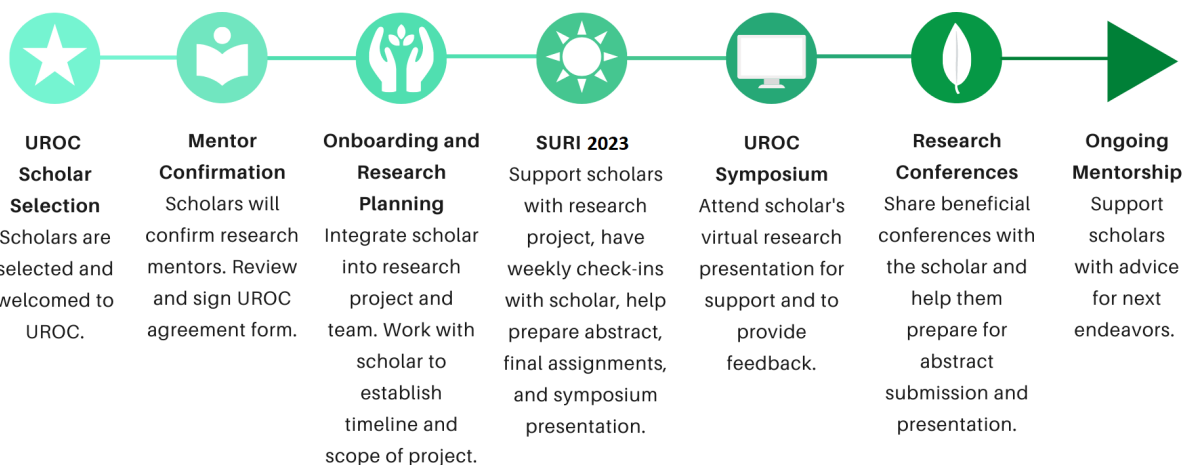 UROC
Scholar
Selection
Scholars are
selected and
welcomed to
UROC.
Mentor
Confirmation
Scholars will
confirm research
mentors. Review
and sign UROC
agreement form.
Onboarding and
Research
Planning
Integrate scholar
into research
project and
team. Work with
scholar to
establish
timeline and
scope of project.
SURI 2023
Support scholars
with research
project, have
weekly check-ins
with scholar, help
prepare abstract,
final assignments,
and symposium
presentation.
UROC
Symposium
Attend scholar's
virtual research
presentation for
support and to
provide
feedback.
Research
Conferences
Share beneficial
conferences with
the scholar and
help them
prepare for
abstract
submission and
presentation.
Ongoing
Mentorship
Support
scholars
with advice
for next
endeavors.